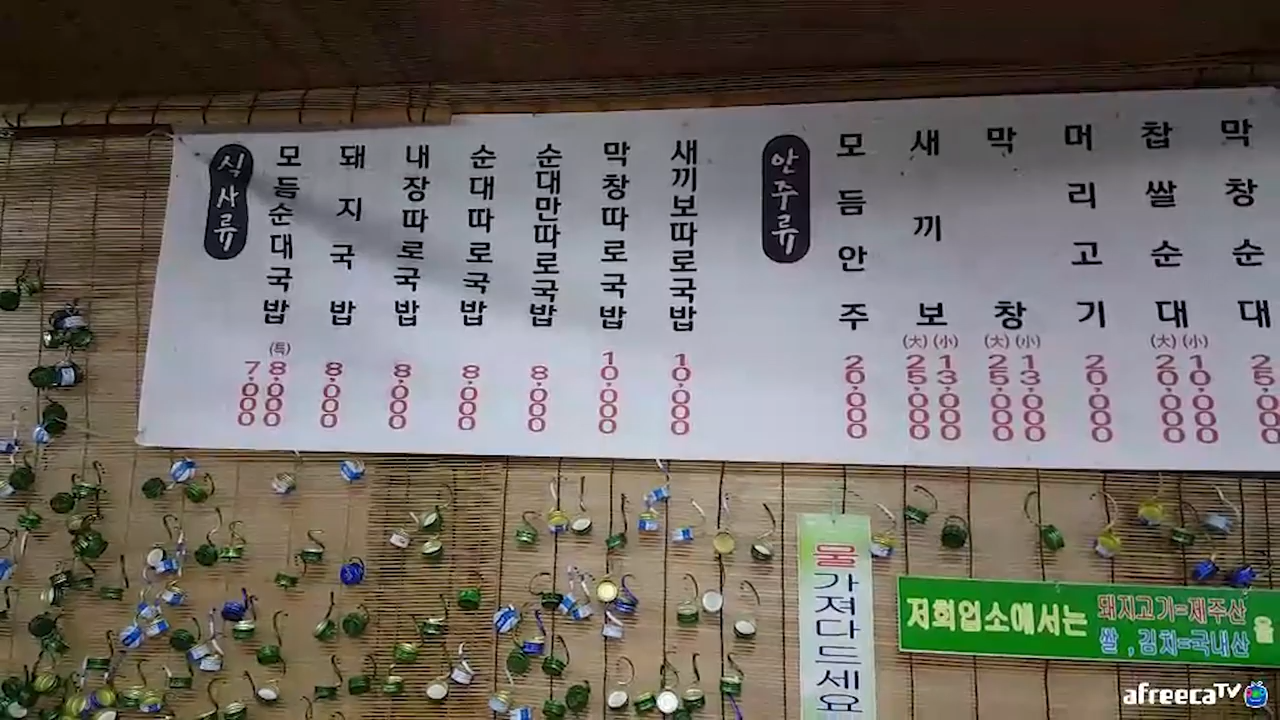 식사류
모듬순대국밥
(특)
7,000 8,000
돼지국밥
8,000
내장따로국밥
8,000
순대따로국밥
8,000
순대만따로국밥
8,000
막창따로국밥
10,000
새끼보따로국밥
10,000
안주류
모듬안주
20,000
새끼보
(大) (小)
25,000 13,000
막창
(大) (小)
25,000 13,000
머리고기
20,000
찹쌀순대
(大) (小)
20,000 10,000
막창순대
25,000
물 가져다드세요
저희업소에서는 돼지고기=제주산
쌀, 김치=국내산 을
afreecaTV